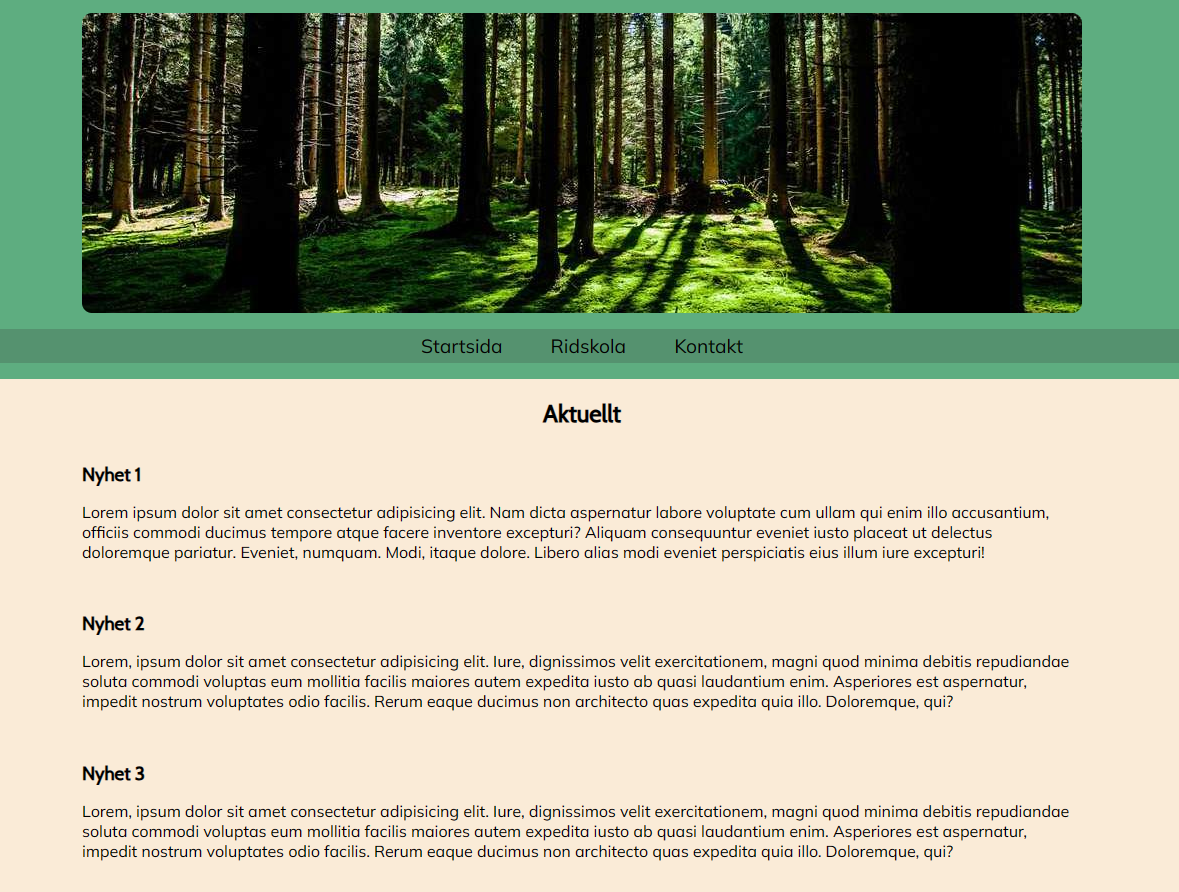 Startsida Ridskola Kontakt
Aktuellt
Nyhet 1
Lorem ipsum dolor sit amet consectetur adipisicing elit. Nam dicta aspernatur labore voluptate cum ullam qui enim illo accusantium,
officiis commodi ducimus tempore atque facere inventore excepturi? Aliquam consequuntur eveniet iusto placeat ut delectus
doloremque pariatur. Eveniet, numquam. Modi, itaque dolore. Libero alias modi eveniet perspiciatis eius illum iure excepturi!
Nyhet 2
Lorem, ipsum dolor sit amet consectetur adipisicing elit. Iure, dignissimos velit exercitationem, magni quod minima debitis repudiandae
soluta commodi voluptas eum mollitia facilis maiores autem expedita iusto ab quasi laudantium enim. Asperiores est aspernatur,
impedit nostrum voluptates odio facilis. Rerum eaque ducimus non architecto quas expedita quia illo. Doloremque, qui?
Nyhet 3
Lorem, ipsum dolor sit amet consectetur adipisicing elit. Iure, dignissimos velit exercitationem, magni quod minima debitis repudiandae
soluta commodi voluptas eum mollitia facilis maiores autem expedita iusto ab quasi laudantium enim. Asperiores est aspernatur,
impedit nostrum voluptates odio facilis. Rerum eaque ducimus non architecto quas expedita quia illo. Doloremque, qui?